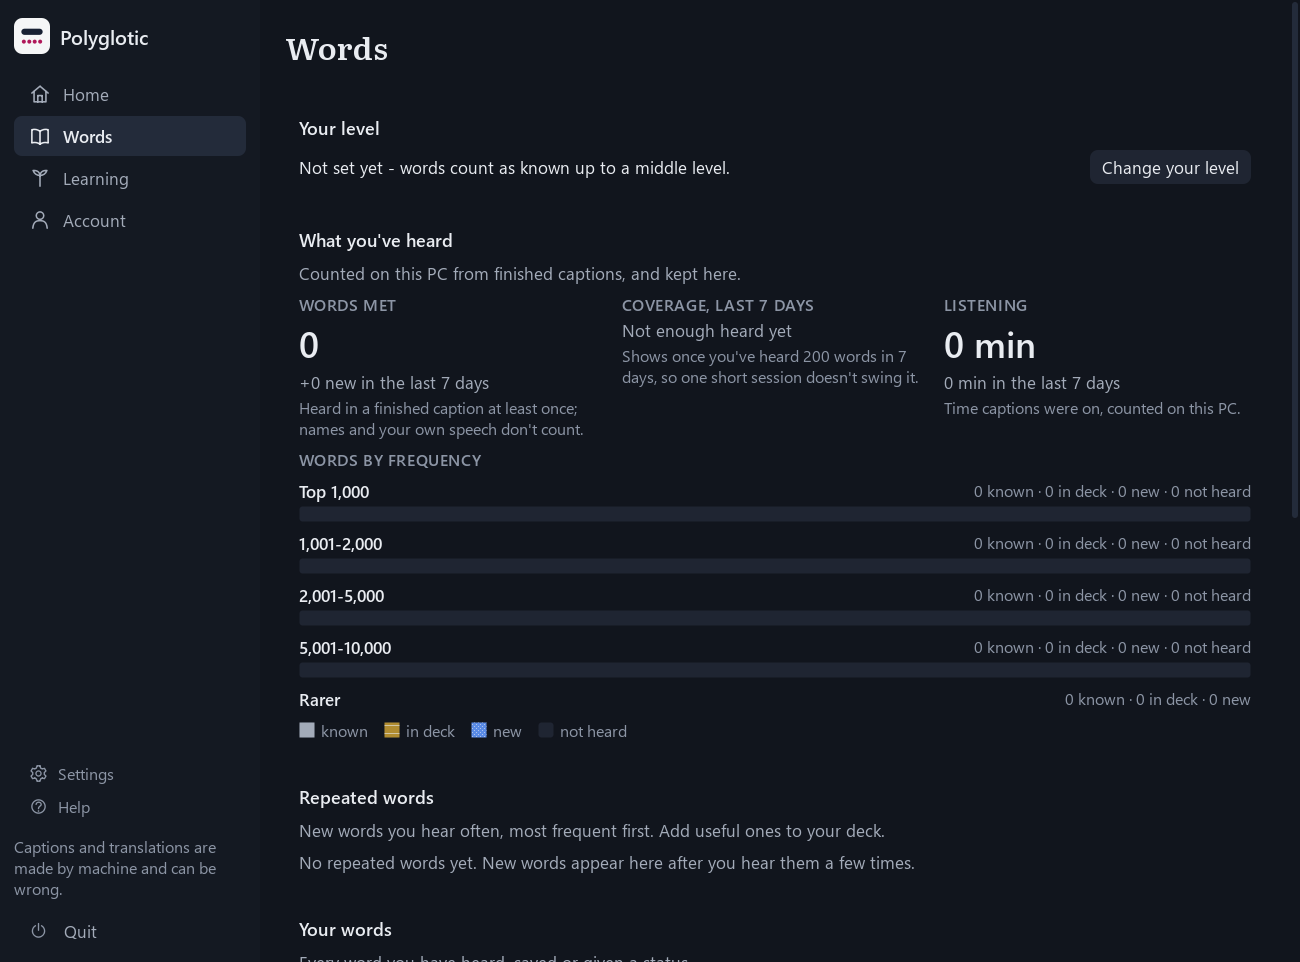 Polyglotic
Home
Words
Learning
Account
Settings
Help
Captions and translations are
made by machine and can be
wrong.
Quit
Words
Your level
Not set yet - words count as known up to a middle level.
Change your level
What you've heard
Counted on this PC from finished captions, and kept here.
WORDS MET
0
+0 new in the last 7 days
Heard in a finished caption at least once;
names and your own speech don't count.
COVERAGE, LAST 7 DAYS
Not enough heard yet
Shows once you've heard 200 words in 7
days, so one short session doesn't swing it.
LISTENING
0 min
0 min in the last 7 days
Time captions were on, counted on this PC.
WORDS BY FREQUENCY
Top 1,000
0 known · 0 in deck · 0 new · 0 not heard
1,001-2,000
0 known · 0 in deck · 0 new · 0 not heard
2,001-5,000
0 known · 0 in deck · 0 new · 0 not heard
5,001-10,000
0 known · 0 in deck · 0 new · 0 not heard
Rarer
0 known · 0 in deck · 0 new
known in deck new not heard
Repeated words
New words you hear often, most frequent first. Add useful ones to your deck.
No repeated words yet. New words appear here after you hear them a few times.
Your words
Every word you have heard, saved or given a status.